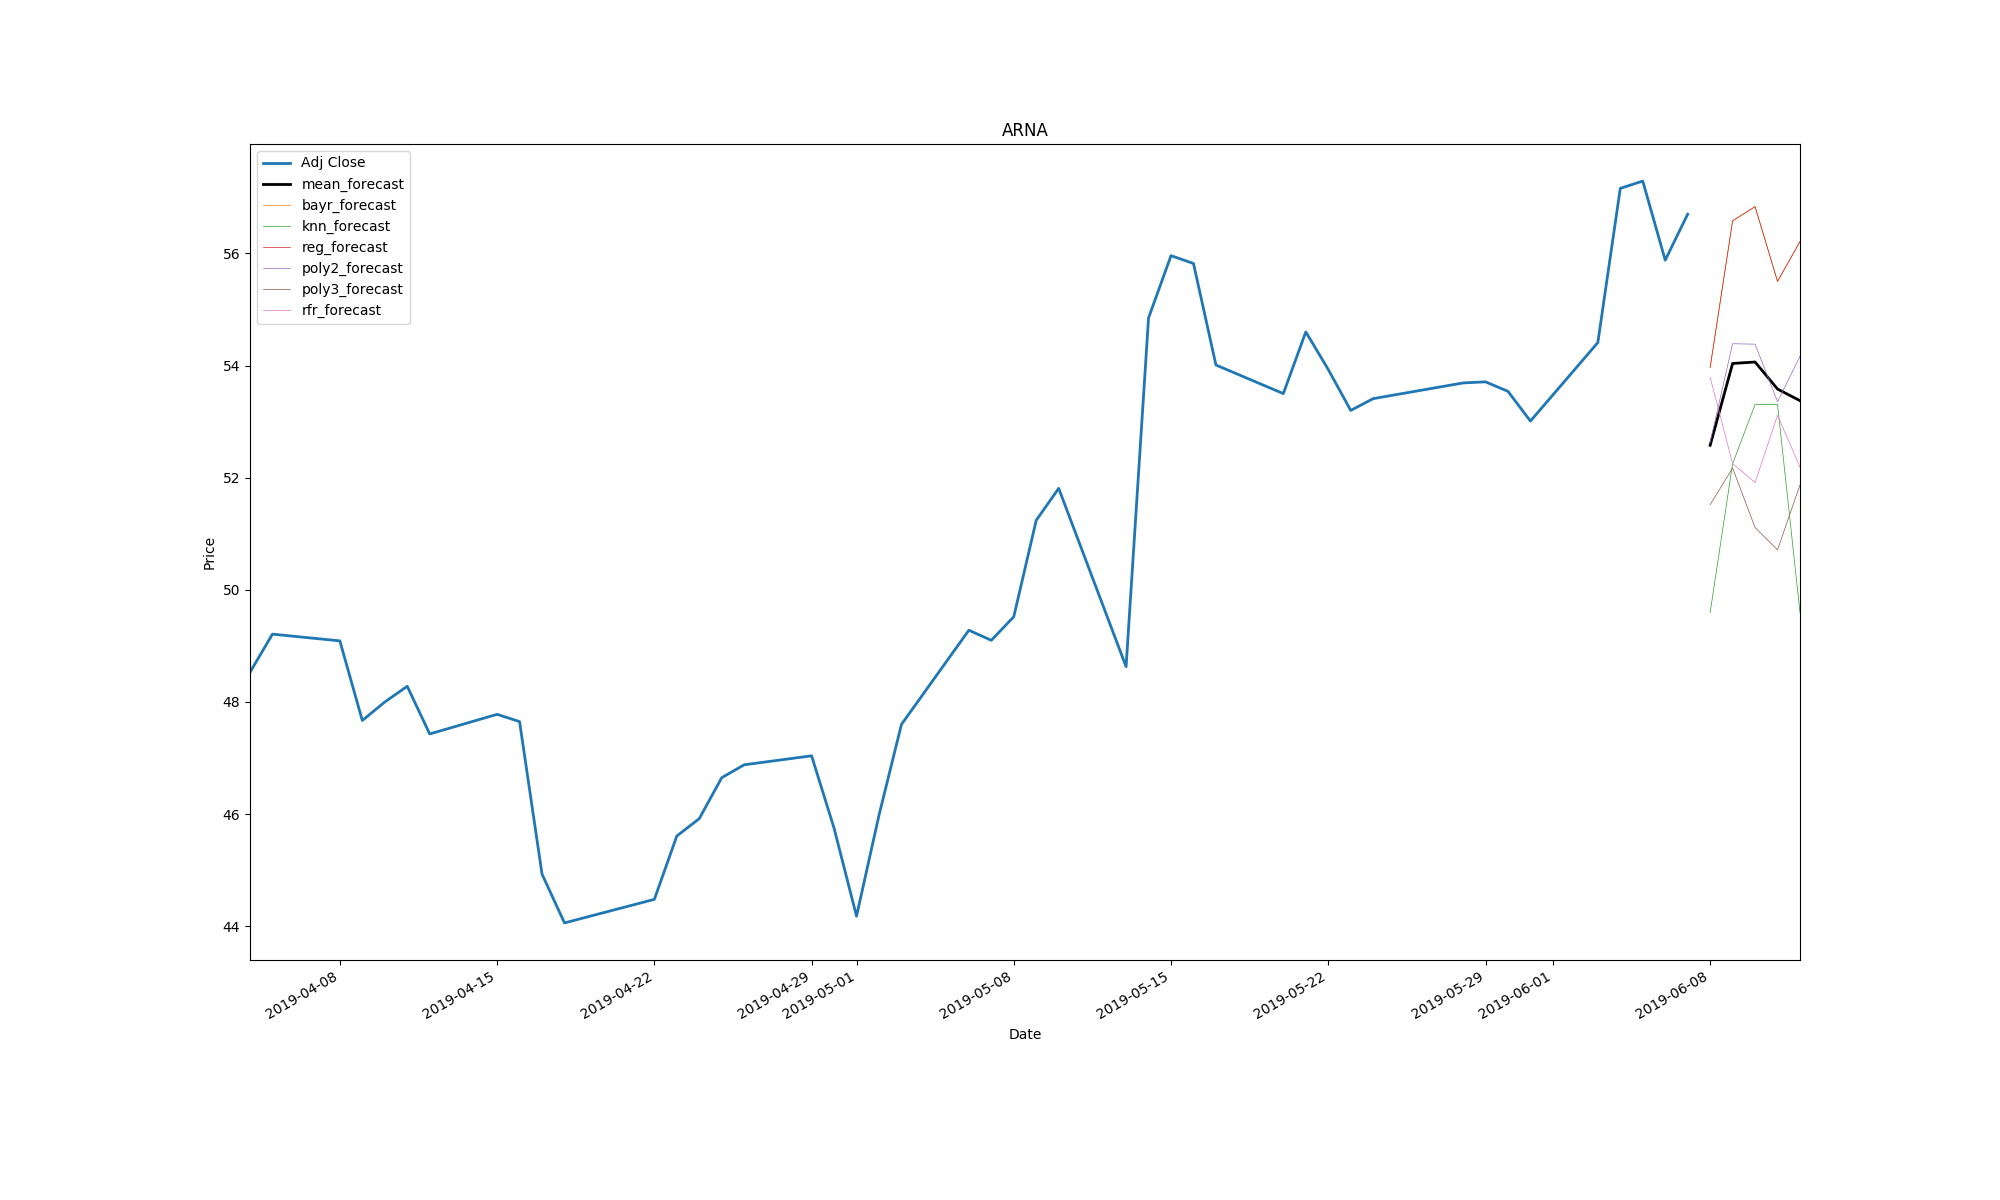 ARNA
Adj Close
mean_forecast
bayr_forecast
knn_forecast
reg_forecast
poly2_forecast
poly3_forecast
rfr_forecast
56
54
52
50
48
46
44
Price
2019-04-08
2019-04-15
2019-04-22
2019-04-29
2019-05-01
2019-05-08
2019-05-15
2019-05-22
2019-05-29
2019-06-01
2019-06-08
Date